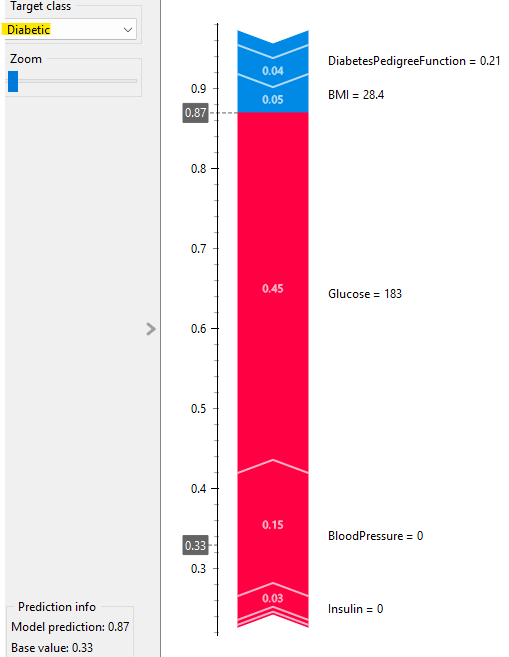 Target class
Diabetic
Zoom
0.04
DiabetesPedigreeFunction = 0.21
0.9
0.05
BMI = 28.4
0.87
0.8
0.7
0.45
Glucose = 183
0.6
0.5
0.4
0.15
BloodPressure = 0
0.33
0.3
0.03
Insulin = 0
Prediction info
Model prediction: 0.87
Base value: 0.33